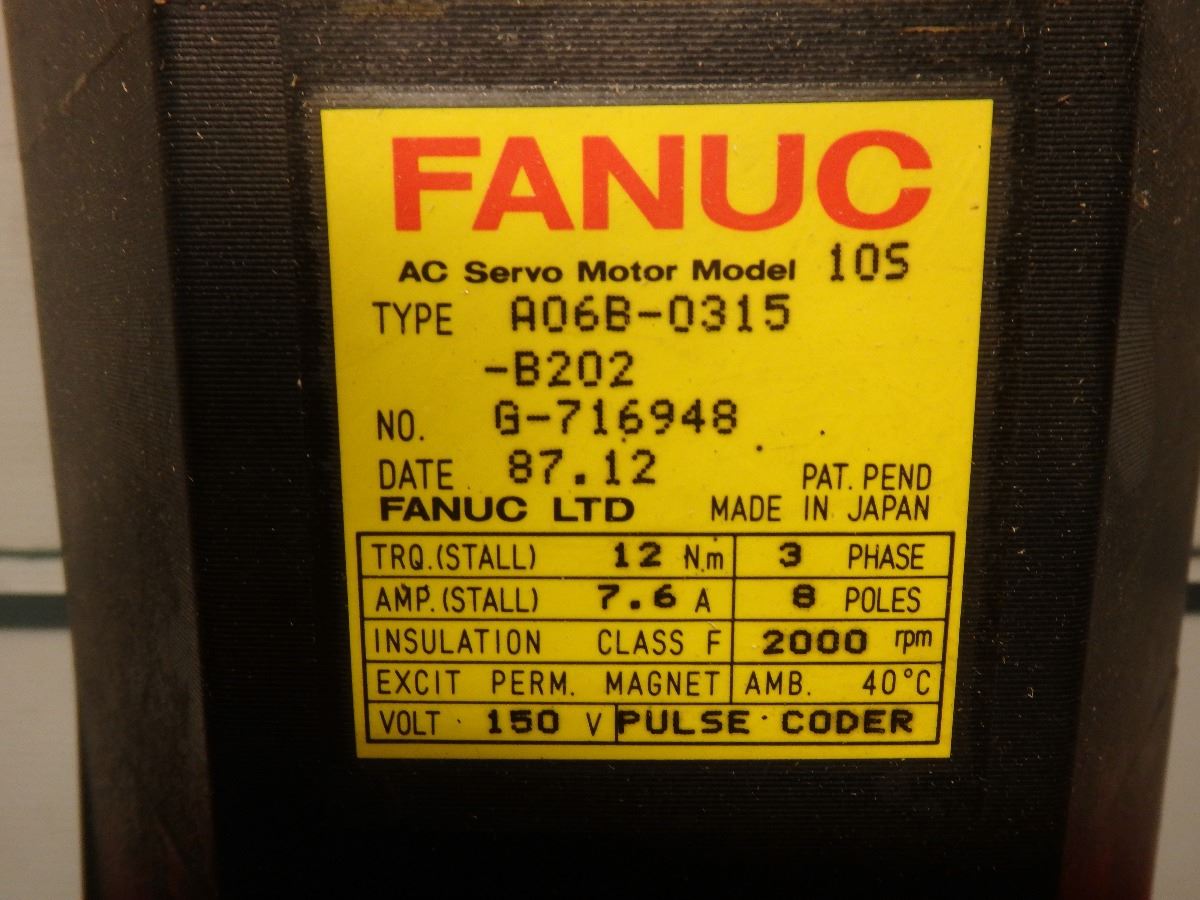 FANUC
AC Servo Motor Model 10S
TYPE A06B-0315
-B202
NO. G-716948
DATE 87.12 PAT. PEND
FANUC LTD MADE IN JAPAN
TRQ.(STALL) 12 N.m 3 PHASE
AMP.(STALL) 7.6 A 8 POLES
INSULATION CLASS F 2000 rpm
EXCIT PERM. MAGNET AMB. 40°C
VOLT 150 V PULSE CODER